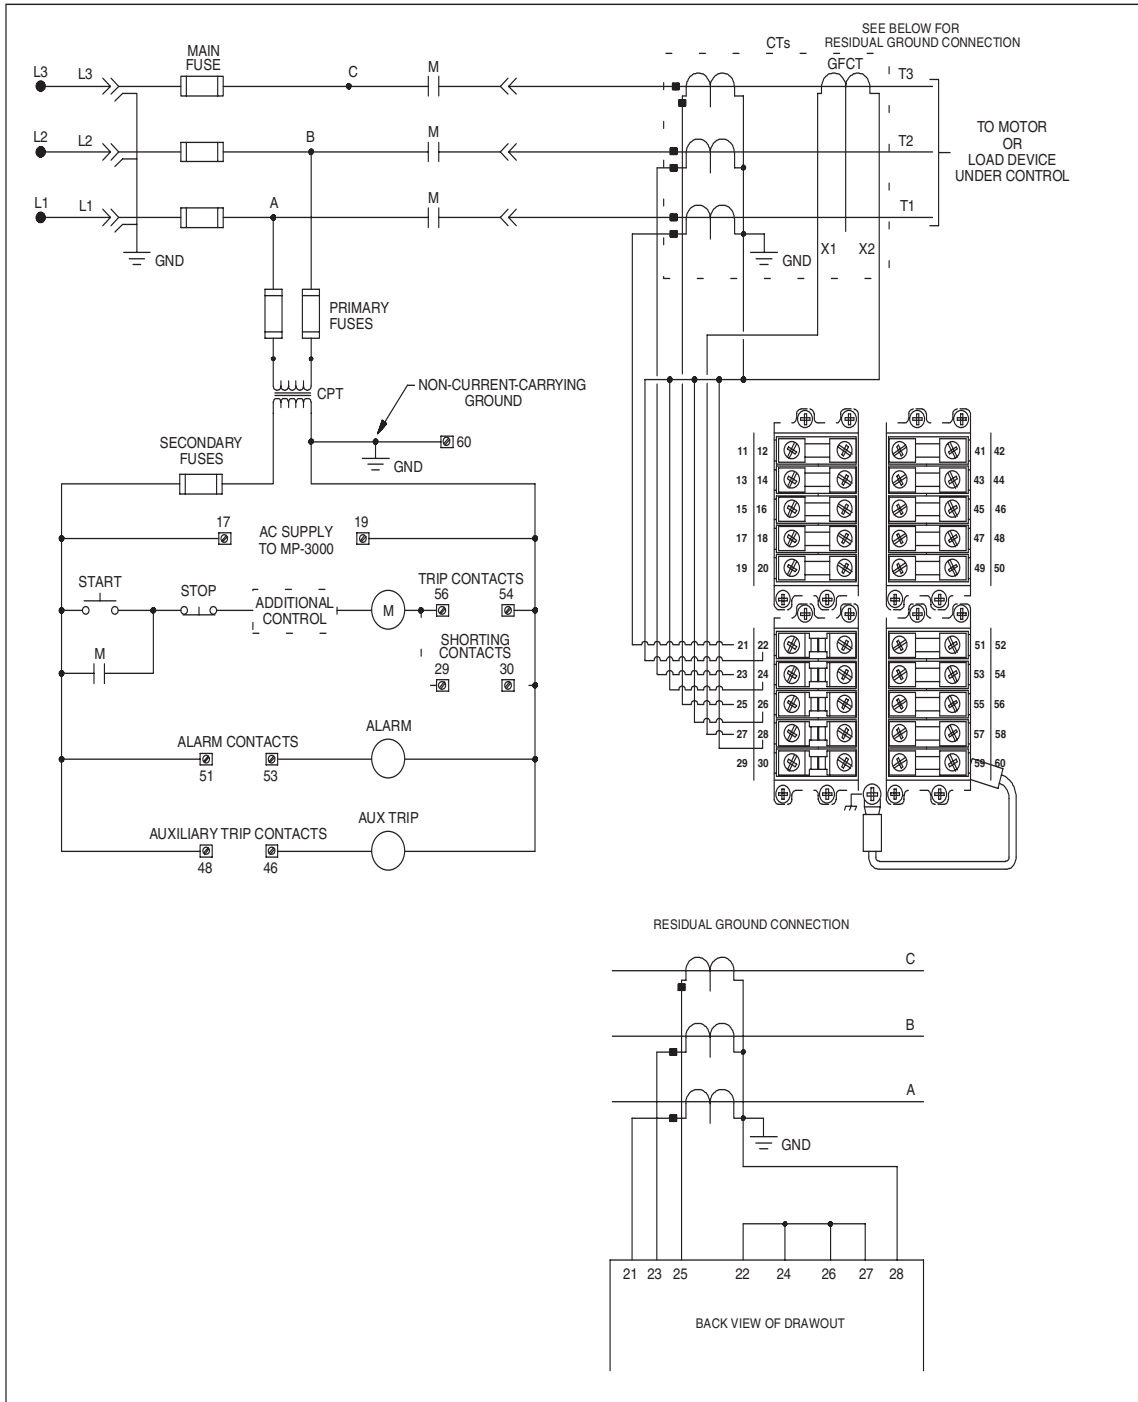 SEE BELOW FOR
RESIDUAL GROUND CONNECTION
CTs
GFCT
MAIN
FUSE
L3 L3 C M T3
L2 L2 B M T2
L1 L1 A M T1
TO MOTOR
OR
LOAD DEVICE
UNDER CONTROL
GND
GND
X1 X2
PRIMARY
FUSES
CPT
NON-CURRENT-CARRYING
GROUND
60
GND
SECONDARY
FUSES
17 19
AC SUPPLY
TO MP-3000
START
STOP
ADDITIONAL
CONTROL
M
TRIP CONTACTS
56 54
M
SHORTING
CONTACTS
29 30
ALARM CONTACTS
51 53
ALARM
AUXILIARY TRIP CONTACTS
48 46
AUX TRIP
11 12 41 42
13 14 43 44
15 16 45 46
17 18 47 48
19 20 49 50
21 22 51 52
23 24 53 54
25 26 55 56
27 28 57 58
29 30 59 60
RESIDUAL GROUND CONNECTION
C
B
A
GND
21 23 25 22 24 26 27 28
BACK VIEW OF DRAWOUT